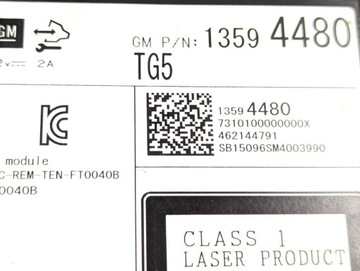 GM
GM P/N: 1359 4480
2A
TG5
1359 4480
7310100000000X
462144791
SB15096SM4003990
module
C-REM-TEN-FT0040B
0040B
CLASS 1
LASER PRODUCT